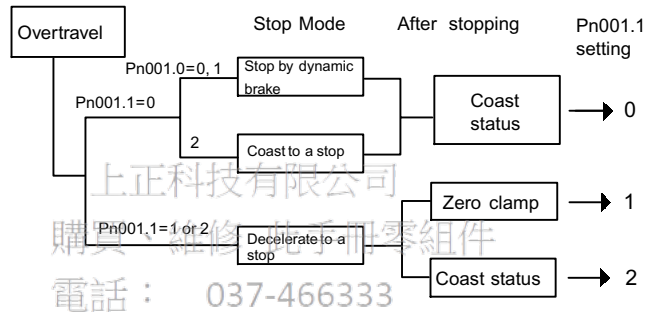 Stop Mode
After stopping
Pn001.1
setting
Overtravel
Pn001.0=0, 1
Stop by dynamic
brake
Pn001.1=0
Coast
status
0
2
Coast to a stop
上正科技有限公司
Zero clamp
1
購買、維修 此手冊零組件
Pn001.1=1 or 2
Decelerate to a
stop
Coast status
2
電話： 037-466333